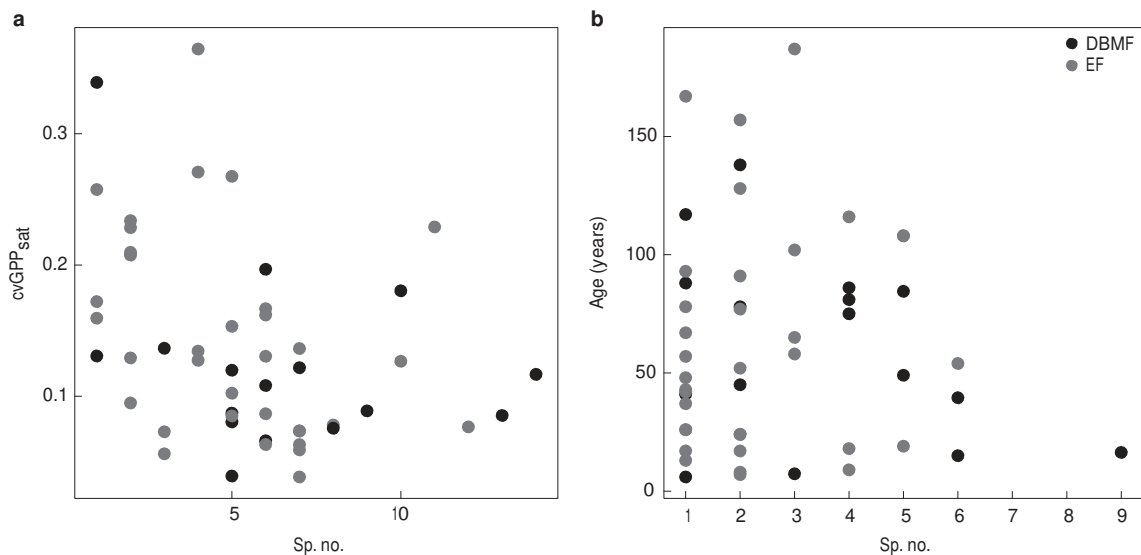 a
cvGPPsat
0.3
0.2
0.1
5
10
Sp. no.
b
DBMF
EF
Age (years)
150
100
50
0
1 2 3 4 5 6 7 8 9
Sp. no.